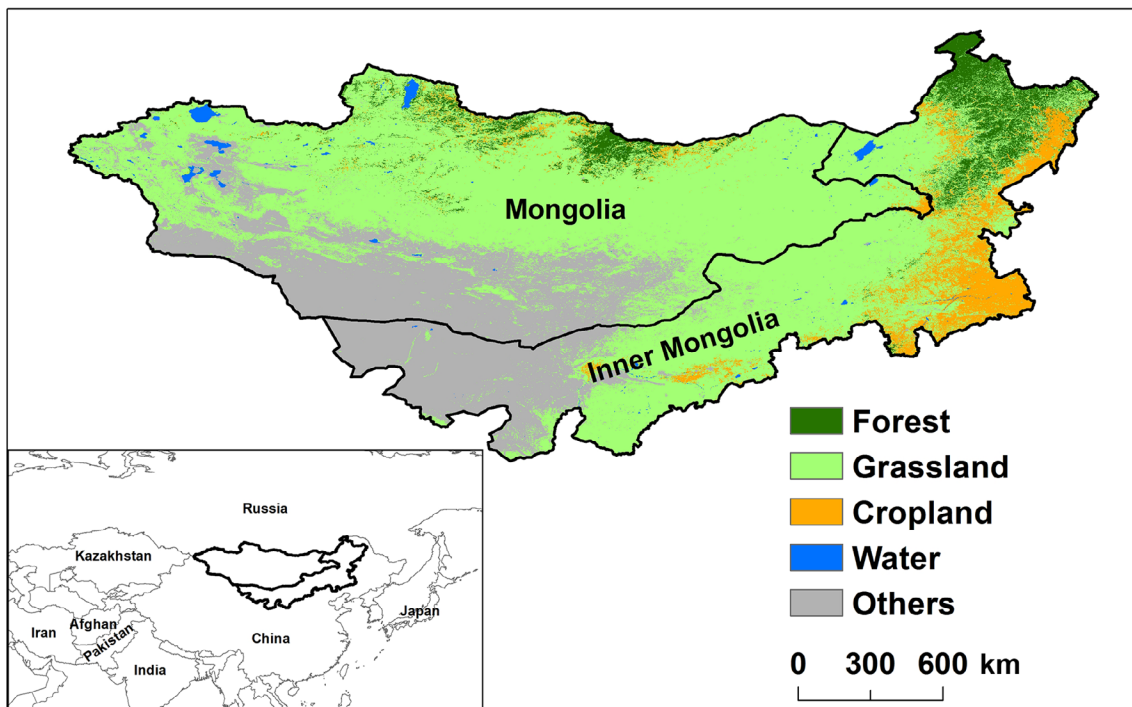 Mongolia
Inner Mongolia
Forest
Grassland
Cropland
Water
Others
0 300 600 km
Russia
Kazakhstan
Japan
Afghan
Iran
Pakistan
China
India